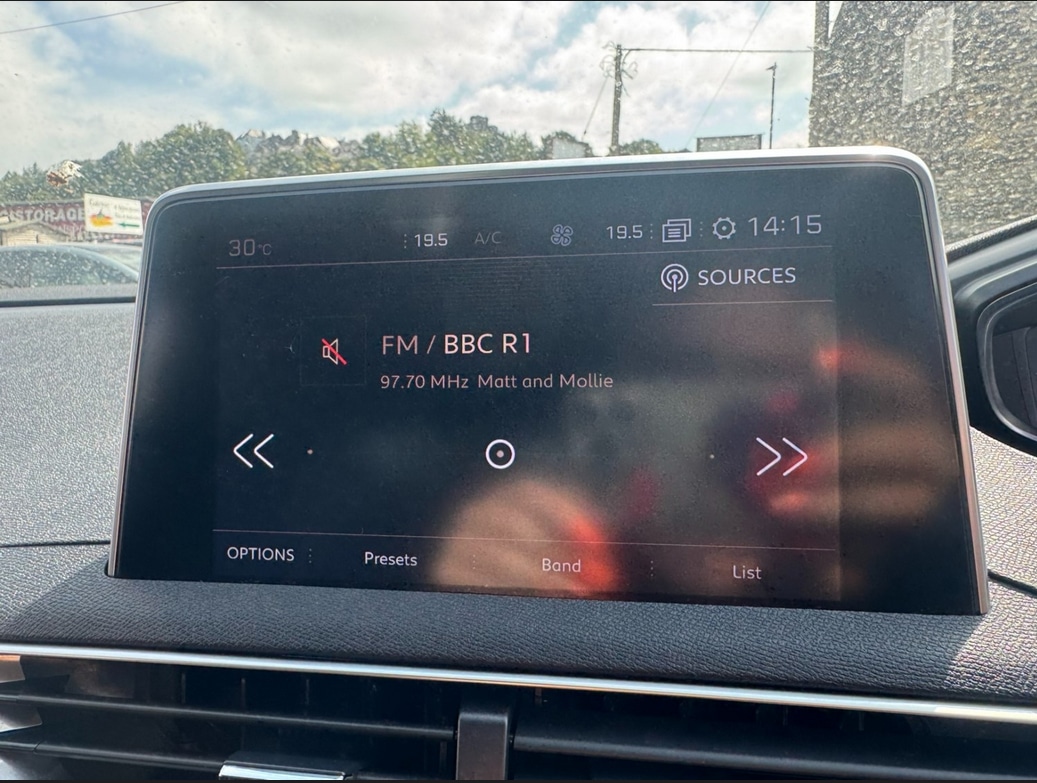 STORAGE
30°C
19.5 A/C 19.5 14:15
SOURCES
FM / BBC R1
97.70 MHz Matt and Mollie
OPTIONS Presets Band List